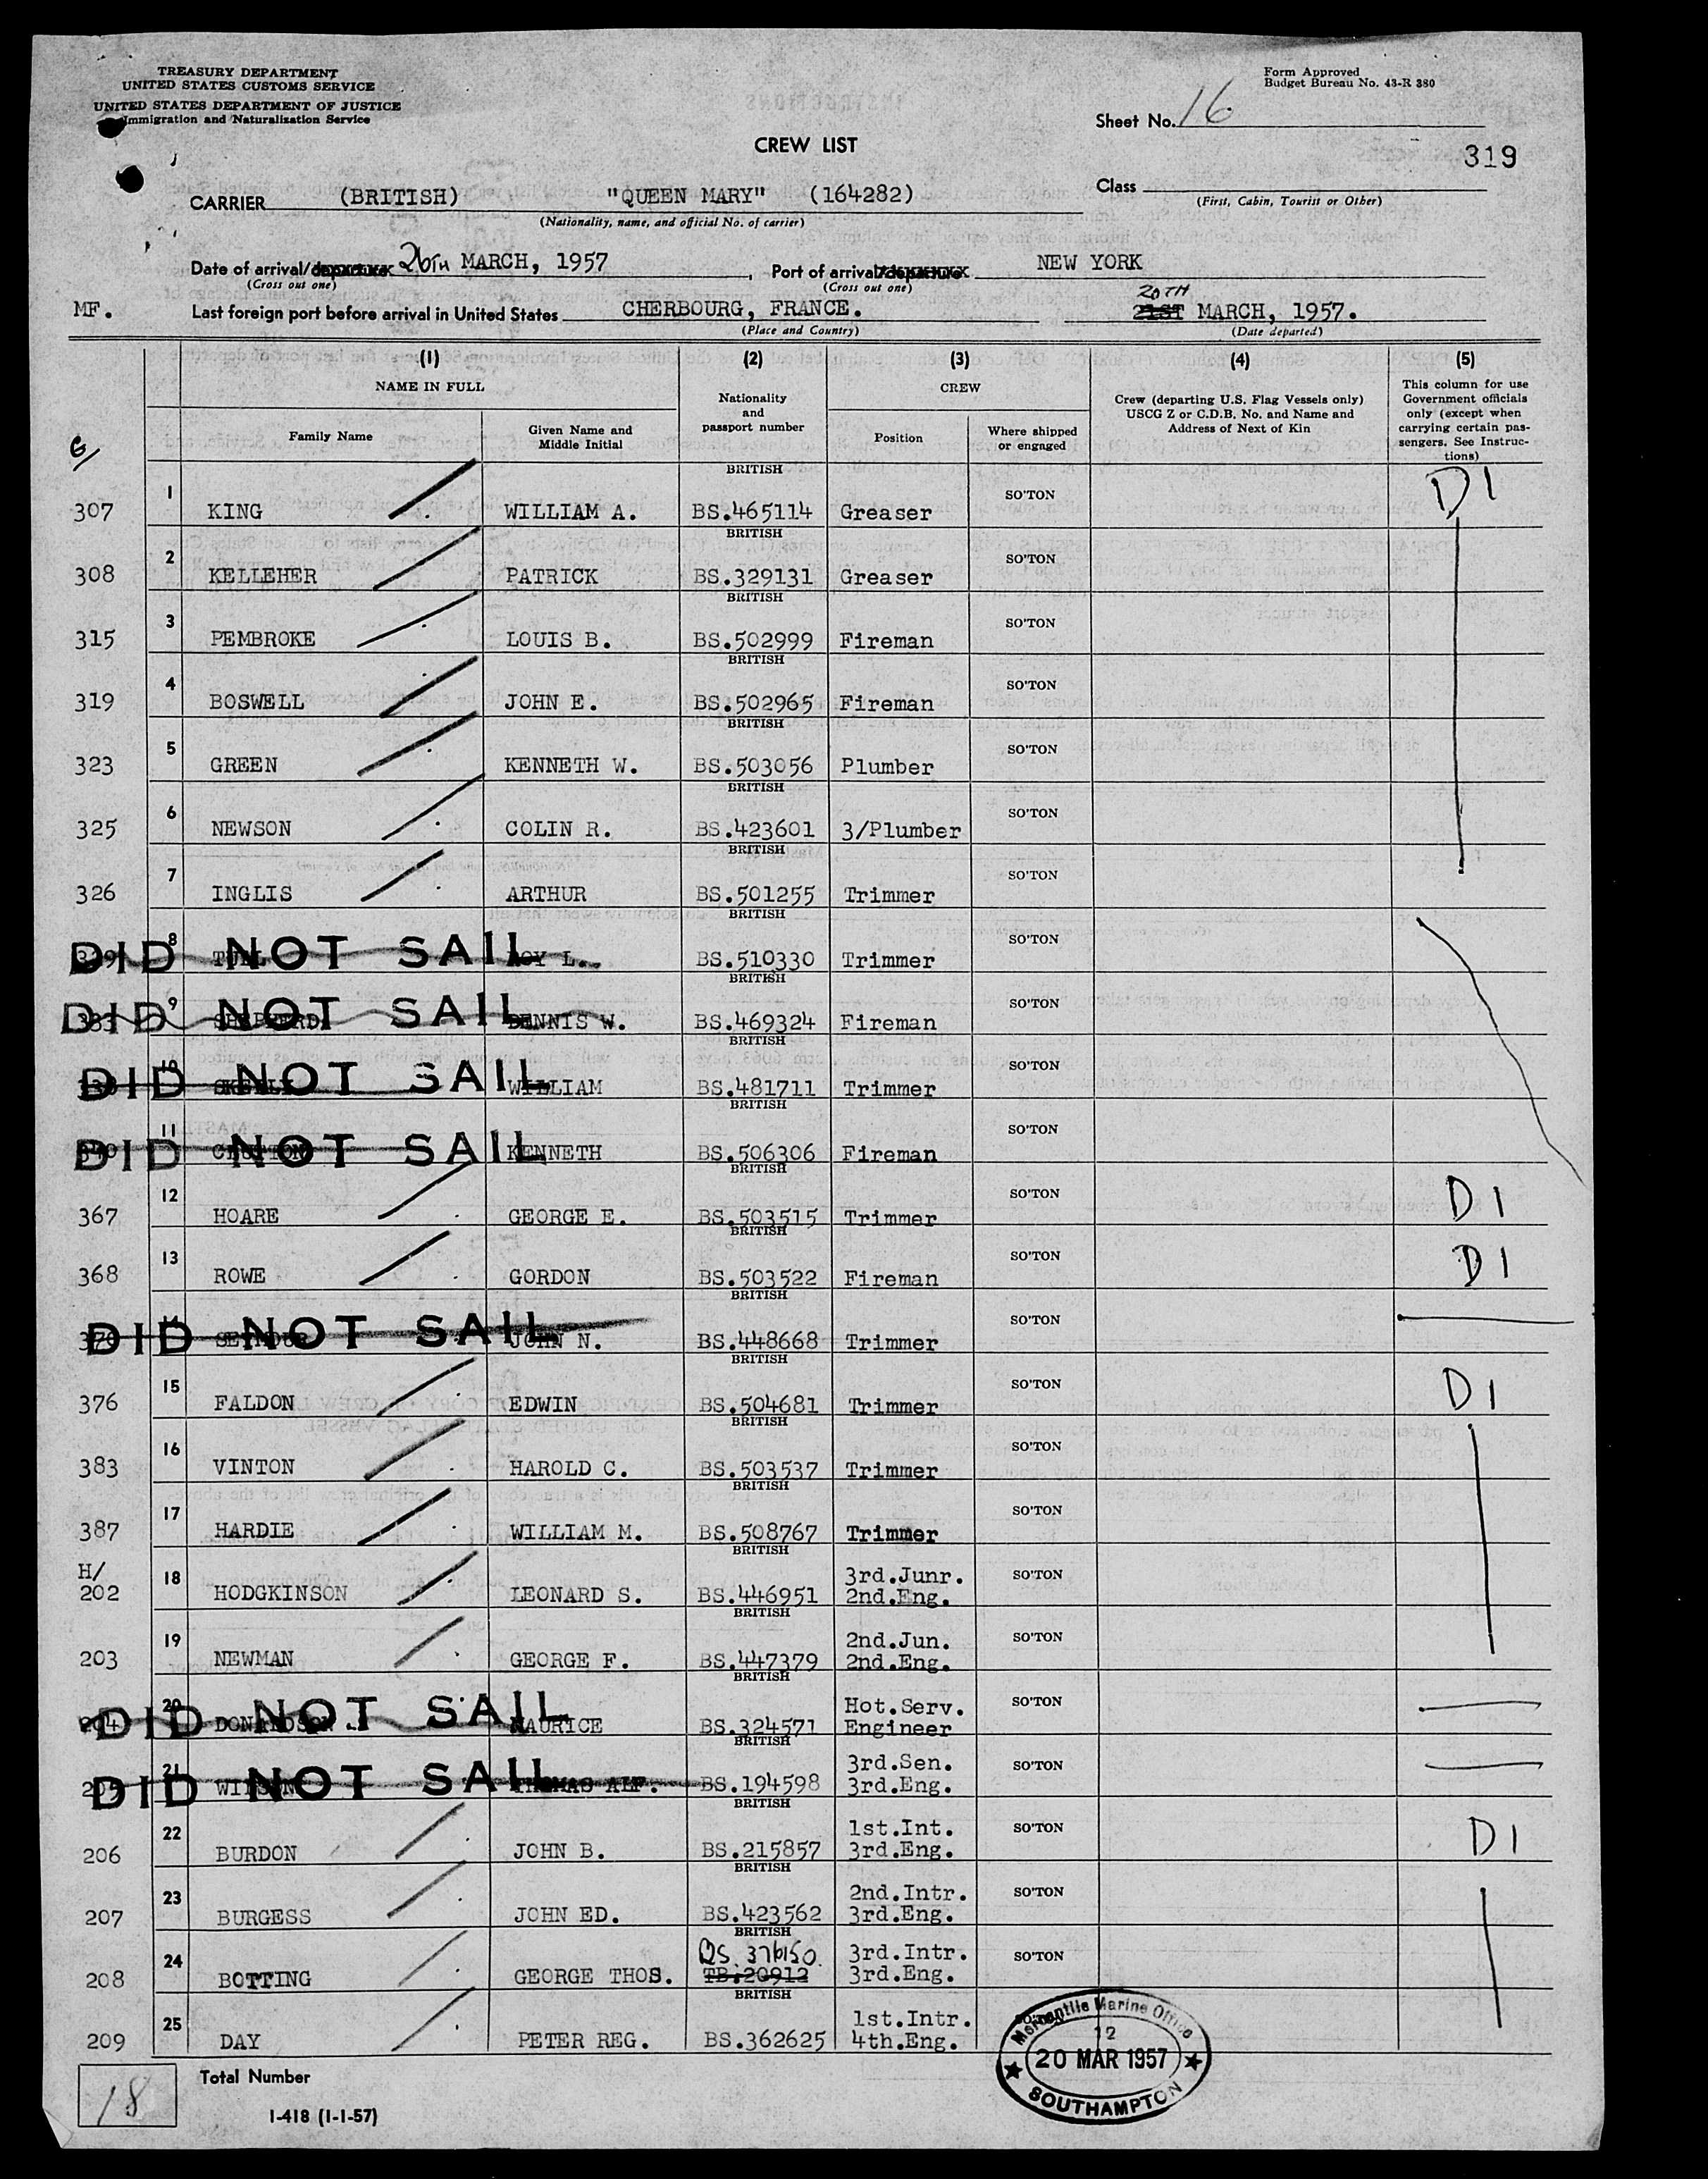 TREASURY DEPARTMENT
UNITED STATES CUSTOMS SERVICE
UNITED STATES DEPARTMENT OF JUSTICE
Immigration and Naturalization Service
Form Approved
Budget Bureau No. 43-R 380
Sheet No. 16
CREW LIST
319
CARRIER (BRITISH) "QUEEN MARY" (164282)
(Nationality, name, and official No. of carrier)
Class
(First, Cabin, Tourist or Other)
Date of arrival/departure 26TH MARCH, 1957 , Port of arrival/departure NEW YORK
(Cross out one) (Cross out one)
20TH
MF. Last foreign port before arrival in United States CHERBOURG, FRANCE. 21ST MARCH, 1957.
(Place and Country) (Date departed)
(1) (2) (3) (4) (5)
NAME IN FULL
Nationality and passport number
CREW
Crew (departing U.S. Flag Vessels only) USCG Z or C.D.B. No. and Name and Address of Next of Kin
This column for use Government officials only (except when carrying certain passengers. See Instructions)
Family Name Given Name and Middle Initial Position Where shipped or engaged
G/
307 1 KING WILLIAM A. BRITISH BS.465114 Greaser SO'TON D1
308 2 KELLEHER PATRICK BRITISH BS.329131 Greaser SO'TON
315 3 PEMBROKE LOUIS B. BRITISH BS.502999 Fireman SO'TON
319 4 BOSWELL JOHN E. BRITISH BS.502965 Fireman SO'TON
323 5 GREEN KENNETH W. BRITISH BS.503056 Plumber SO'TON
325 6 NEWSON COLIN R. BRITISH BS.423601 3/Plumber SO'TON
326 7 INGLIS ARTHUR BRITISH BS.501255 Trimmer SO'TON
8 DID NOT SAIL ROY L. BRITISH BS.510330 Trimmer SO'TON
9 DID NOT SAIL SHEPPERD DENNIS W. BRITISH BS.469324 Fireman SO'TON
10 DID NOT SAIL WILLIAM BRITISH BS.481711 Trimmer SO'TON
11 DID NOT SAIL KENNETH BRITISH BS.506306 Fireman SO'TON
367 12 HOARE GEORGE E. BRITISH BS.503515 Trimmer SO'TON D1
368 13 ROWE GORDON BRITISH BS.503522 Fireman SO'TON D1
14 DID NOT SAIL JOHN N. BRITISH BS.448668 Trimmer SO'TON
376 15 FALDON EDWIN BRITISH BS.504681 Trimmer SO'TON D1
383 16 VINTON HAROLD C. BRITISH BS.503537 Trimmer SO'TON
387 17 HARDIE WILLIAM M. BRITISH BS.508767 Trimmer SO'TON
H/
202 18 HODGKINSON LEONARD S. BRITISH BS.446951 3rd.Junr. 2nd.Eng. SO'TON
203 19 NEWMAN GEORGE F. BRITISH BS.447379 2nd.Jun. 2nd.Eng. SO'TON
204 20 DID NOT SAIL DONALDSON MAURICE BRITISH BS.324571 Hot.Serv. Engineer SO'TON
205 21 DID NOT SAIL THOMAS ALF. BRITISH BS.194598 3rd.Sen. 3rd.Eng. SO'TON
206 22 BURDON JOHN B. BRITISH BS.215857 1st.Int. 3rd.Eng. SO'TON D1
207 23 BURGESS JOHN ED. BRITISH BS.423562 2nd.Intr. 3rd.Eng. SO'TON
208 24 BOTTING GEORGE THOS. BRITISH BS 376150. TB.20912 3rd.Intr. 3rd.Eng. SO'TON
209 25 DAY PETER REG. BRITISH BS.362625 1st.Intr. 4th.Eng.
Mercantile Marine Office
12
20 MAR 1957
SOUTHAMPTON
18 Total Number
I-418 (1-1-57)